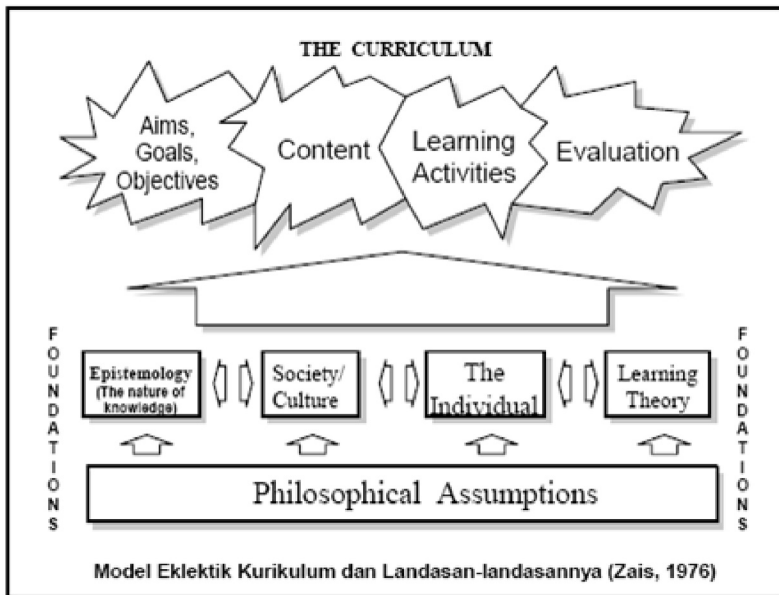 THE CURRICULUM
Aims,
Goals,
Objectives
Content
Learning
Activities
Evaluation
FOUNDATIONS
Epistemology
(The nature of
knowledge)
Society/
Culture
The
Individual
Learning
Theory
FOUNDATIONS
Philosophical Assumptions
Model Eklektik Kurikulum dan Landasan-landasannya (Zais, 1976)